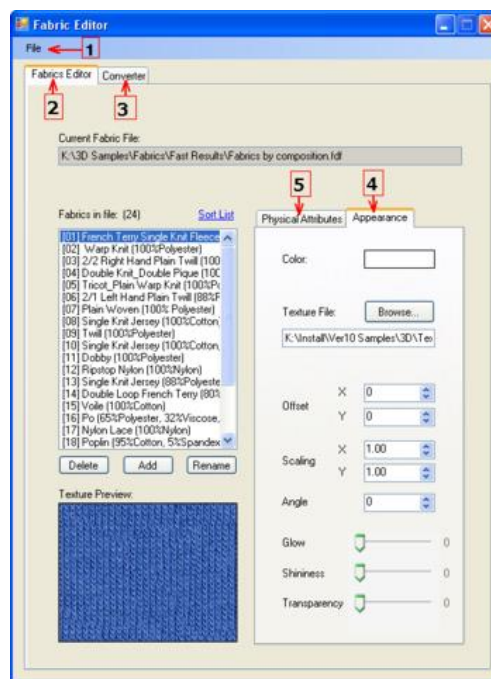 Fabric Editor
File
1
Fabrics Editor
Converter
2
3
Current Fabric File:
K:\3D Samples\Fabrics\Fast Results\Fabrics by composition.fdf
5
4
Fabrics in file: (24)
Sort List
Physical Attributes
Appearance
[01] French Terry Single Knit Fleece
[02] Warp Knit (100%Polyester)
[03] 2/2 Right Hand Plain Twill (100
[04] Double Knit_Double Pique (100
[05] Tricot_Plain Warp Knit (100%Po
[06] 2/1 Left Hand Plain Twill (88%P
[07] Plain Woven (100% Polyester)
[08] Single Knit Jersey (100%Cotton)
[09] Twill (100%Polyester)
[10] Single Knit Jersey (100%Cotton,
[11] Dobby (100%Polyester)
[12] Ripstop Nylon (100%Nylon)
[13] Single Knit Jersey (88%Polyeste
[14] Double Loop French Terry (80%
[15] Voile (100%Cotton)
[16] Po (65%Polyester, 32%Viscose,
[17] Nylon Lace (100%Nylon)
[18] Poplin (95%Cotton, 5%Spandex
Color:
Texture File:
Browse...
K:\Install\Ver10 Samples\3D\Tex
Offset
X 0
Y 0
Scaling
X 1.00
Y 1.00
Angle 0
Delete
Add
Rename
Texture Preview:
Glow 0
Shininess 0
Transparency 0